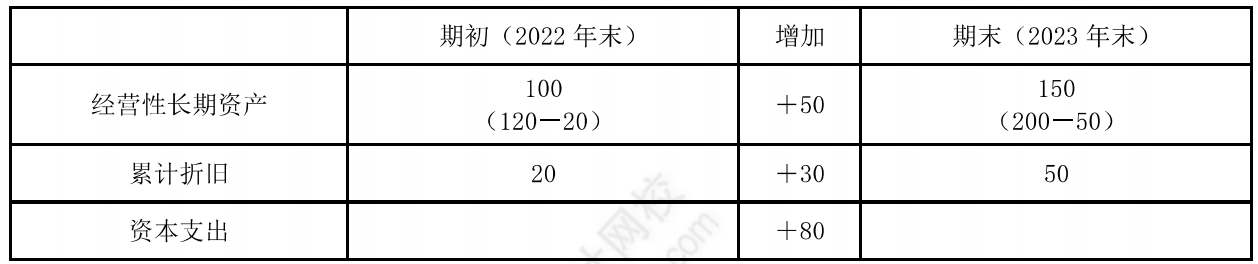 期初（2022 年末） 增加 期末（2023 年末）
经营性长期资产 100 ＋50 150
（120－20） （200－50）
累计折旧 20 ＋30 50
资本支出 ＋80
网校
.com